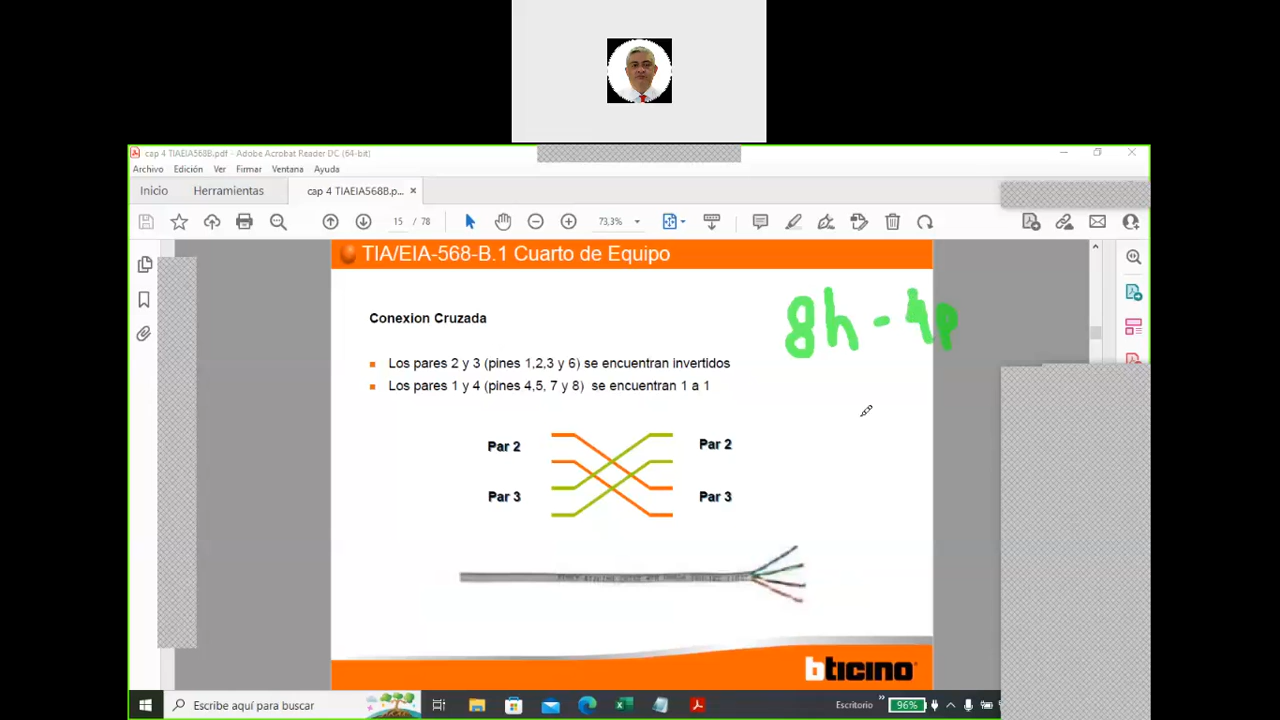 cap 4 TIAEIA568B.pdf - Adobe Acrobat Reader DC (64-bit)
Archivo Edición Ver Firmar Ventana Ayuda
Inicio Herramientas cap 4 TIAEIA568B.p... ×
15 / 78 73,3%
TIA/EIA-568-B.1 Cuarto de Equipo
8h - 4p
Conexion Cruzada
Los pares 2 y 3 (pines 1,2,3 y 6) se encuentran invertidos
Los pares 1 y 4 (pines 4,5, 7 y 8) se encuentran 1 a 1
Par 2 Par 2
Par 3 Par 3
bticino
Escribe aquí para buscar Escritorio 96%